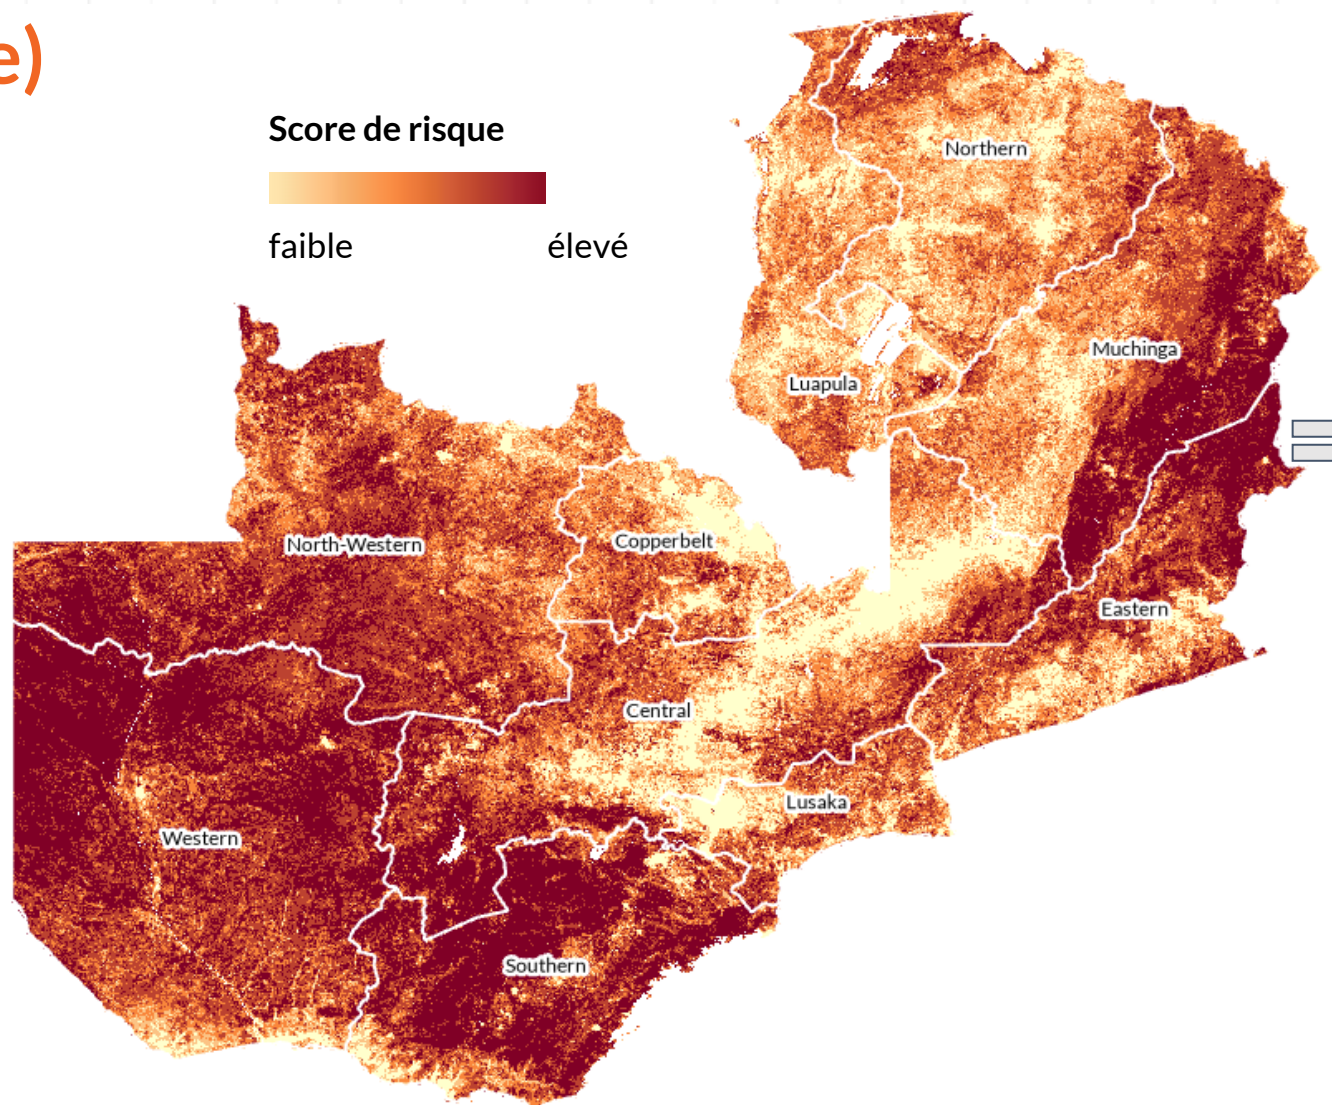 e)
Score de risque
faible élevé
Northern
Muchinga
Luapula
North-Western
Copperbelt
Eastern
Central
Lusaka
Western
Southern